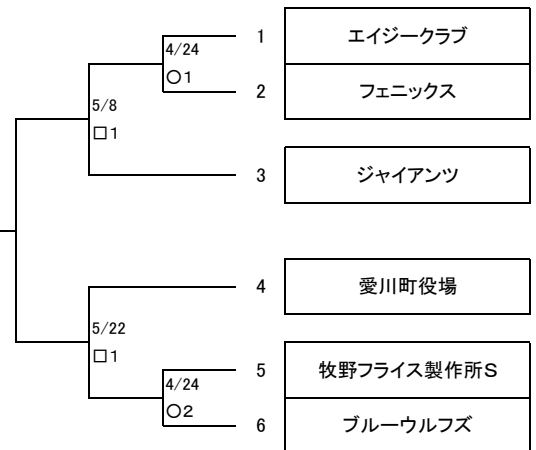 1 エイジークラブ
4/24
○1
2 フェニックス
5/8
□1
3 ジャイアンツ
4 愛川町役場
5/22
□1
5 牧野フライス製作所S
4/24
○2
6 ブルーウルフズ